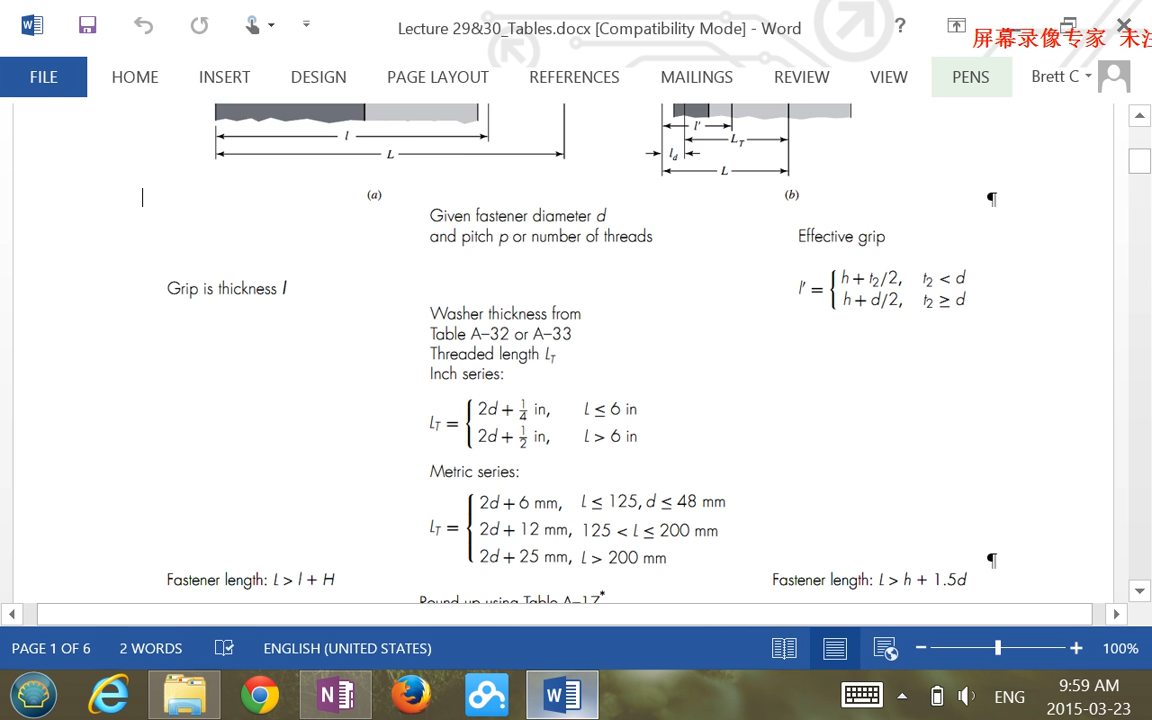 Lecture 29&30_Tables.docx [Compatibility Mode] - Word
?
屏幕录像专家 未
FILE HOME INSERT DESIGN PAGE LAYOUT REFERENCES MAILINGS REVIEW VIEW PENS Brett C
l
L
(a)
l'
L_T
l_d
L
(b)
¶
Given fastener diameter d
and pitch p or number of threads
Effective grip
Grip is thickness l
l' = { h + t₂/2, t₂ < d
h + d/2, t₂ ≥ d
Washer thickness from
Table A–32 or A–33
Threaded length L_T
Inch series:
L_T = { 2d + 1/4 in, L ≤ 6 in
2d + 1/2 in, L > 6 in
Metric series:
L_T = { 2d + 6 mm, L ≤ 125, d ≤ 48 mm
2d + 12 mm, 125 < L ≤ 200 mm
2d + 25 mm, L > 200 mm
¶
Fastener length: L > l + H
Fastener length: L > h + 1.5d
Round up using Table A–17*
PAGE 1 OF 6 2 WORDS ENGLISH (UNITED STATES) 100%
ENG
9:59 AM
2015-03-23